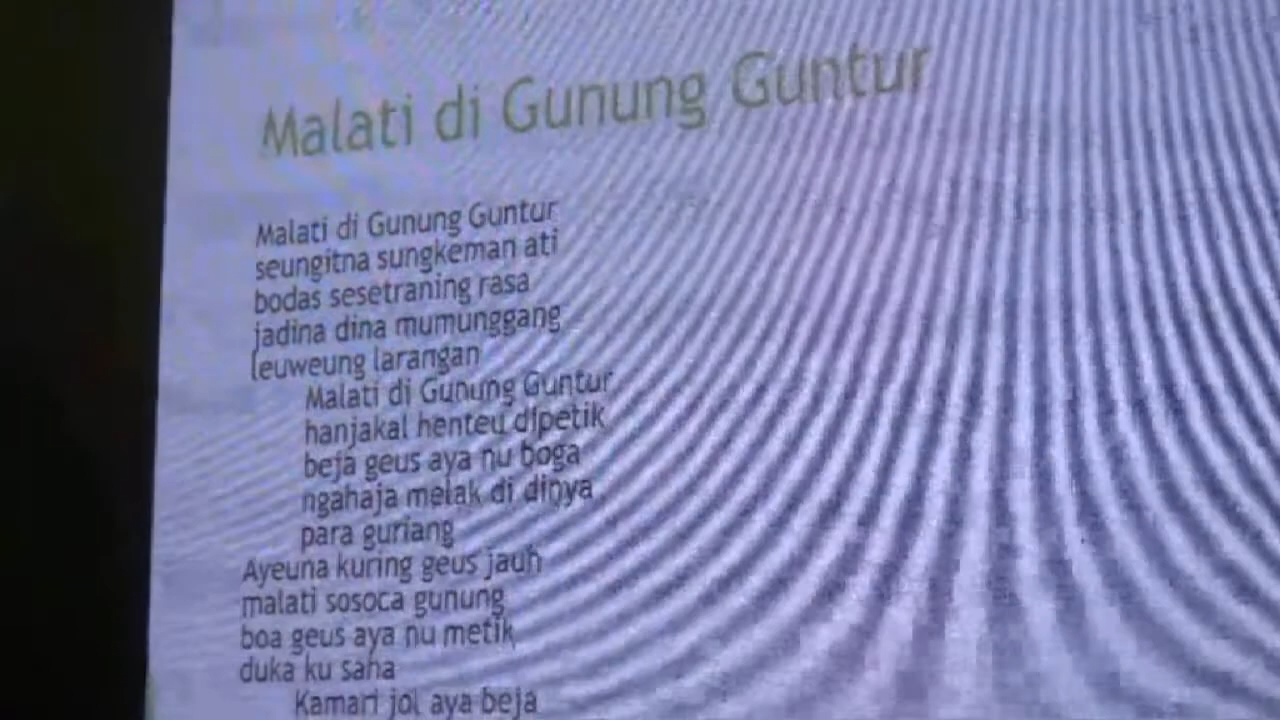 Malati di Gunung Guntur
Malati di Gunung Guntur
seungitna sungkeman ati
bodas sesetraning rasa
jadina dina mumunggang
leuweung larangan
Malati di Gunung Guntur
hanjakal henteu dipetik
beja geus aya nu boga
ngahaja melak di dinya
para guriang
Ayeuna kuring geus jauh
malati sosoca gunung
boa geus aya nu metik
duka ku saha
Kamari jol aya beja